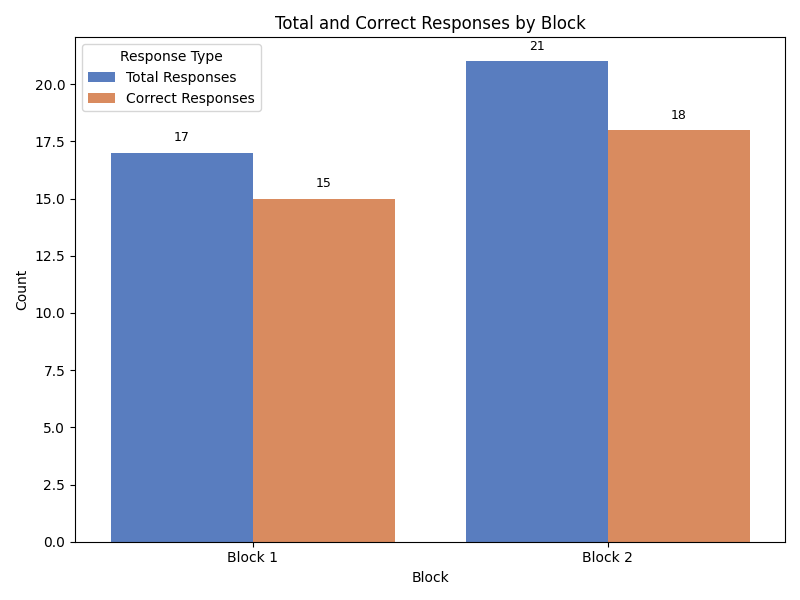 Total and Correct Responses by Block
Response Type
Total Responses
Correct Responses
21
18
17
15
20.0
17.5
15.0
12.5
10.0
7.5
5.0
2.5
0.0
Count
Block 1
Block 2
Block